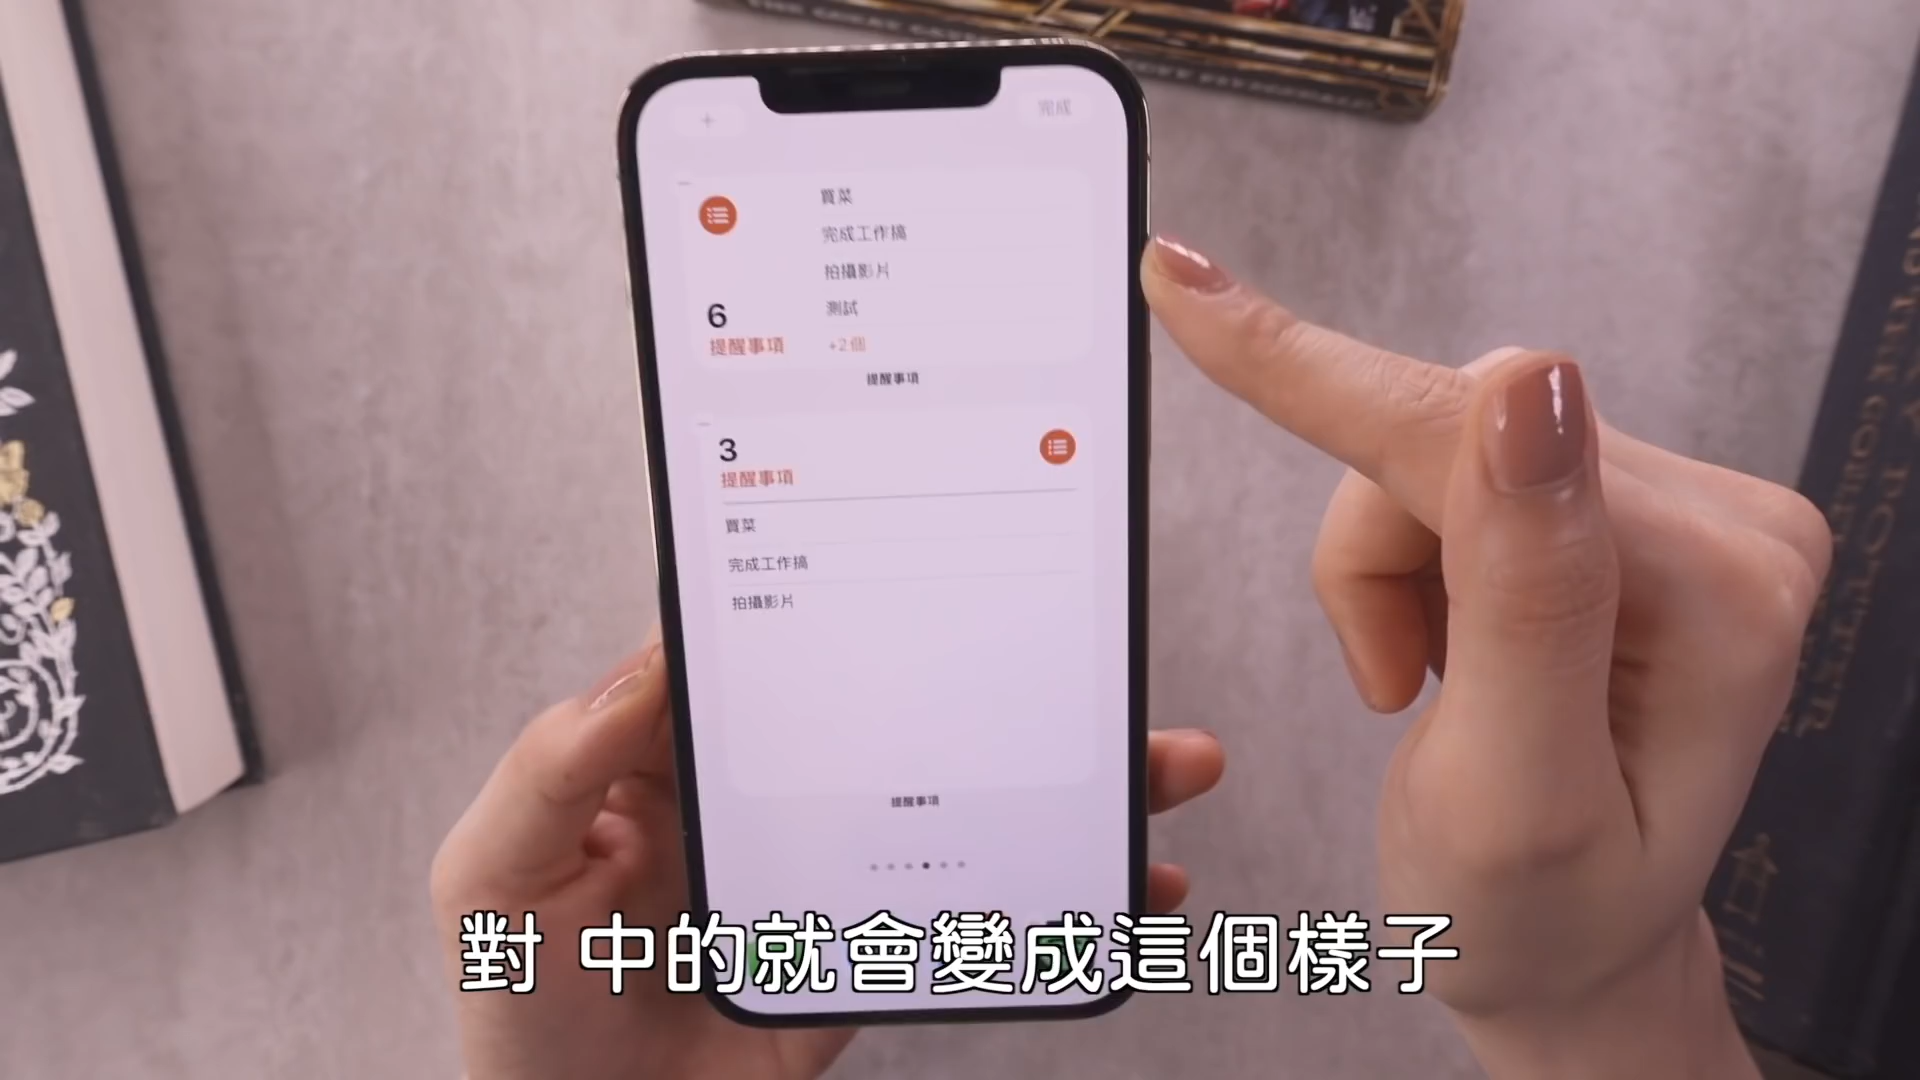 +
完成
買菜
完成工作搞
拍攝影片
測試
6
提醒事項
+2個
提醒事項
3
提醒事項
買菜
完成工作搞
拍攝影片
提醒事項
對 中的就會變成這個樣子